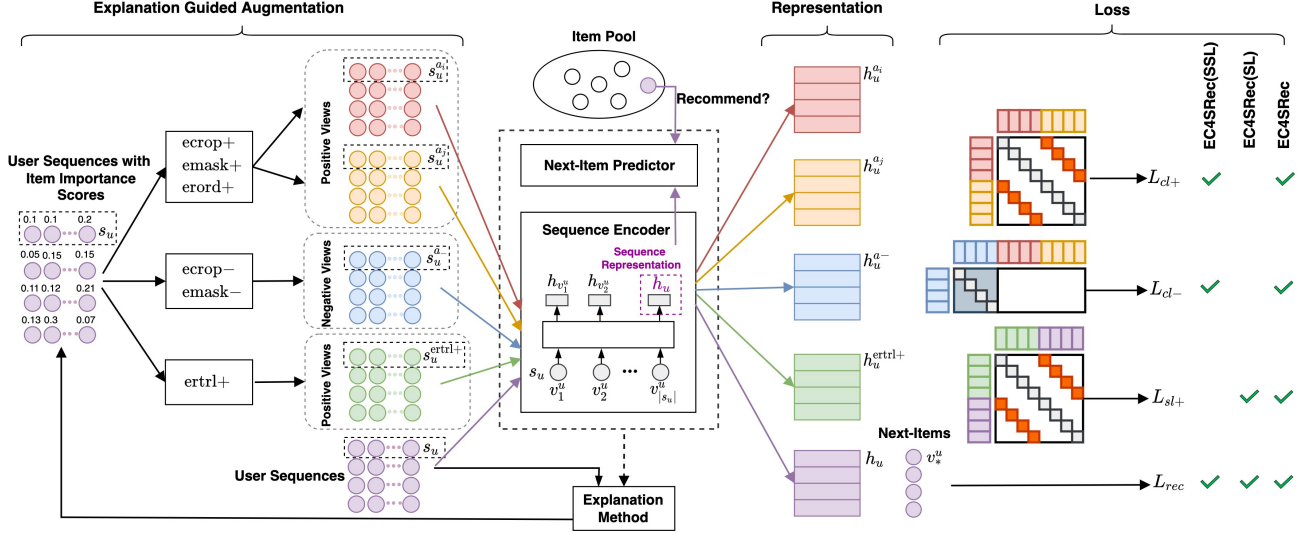 Explanation Guided Augmentation
Representation
Loss
Item Pool
Recommend?
EC4SRec(SSL)
EC4SRec(SL)
EC4SRec
User Sequences with
Item Importance
Scores
0.1 0.1 0.2
s_u
0.05 0.15 0.15
0.11 0.12 0.21
0.13 0.3 0.07
ecrop+
emask+
erord+
ecrop−
emask−
ertrl+
Positive Views
s_u^{a_i}
s_u^{a_j}
Negative Views
s_u^{a−}
Positive Views
s_u^{ertrl+}
User Sequences
s_u
Next-Item Predictor
Sequence Encoder
Sequence
Representation
h_{v_1^u} h_{v_2^u} h_u
s_u
v_1^u v_2^u ••• v_{|s_u|}^u
Explanation
Method
h_u^{a_i}
h_u^{a_j}
h_u^{a−}
h_u^{ertrl+}
h_u
Next-Items
v_*^u
L_{cl+}
L_{cl−}
L_{sl+}
L_{rec}